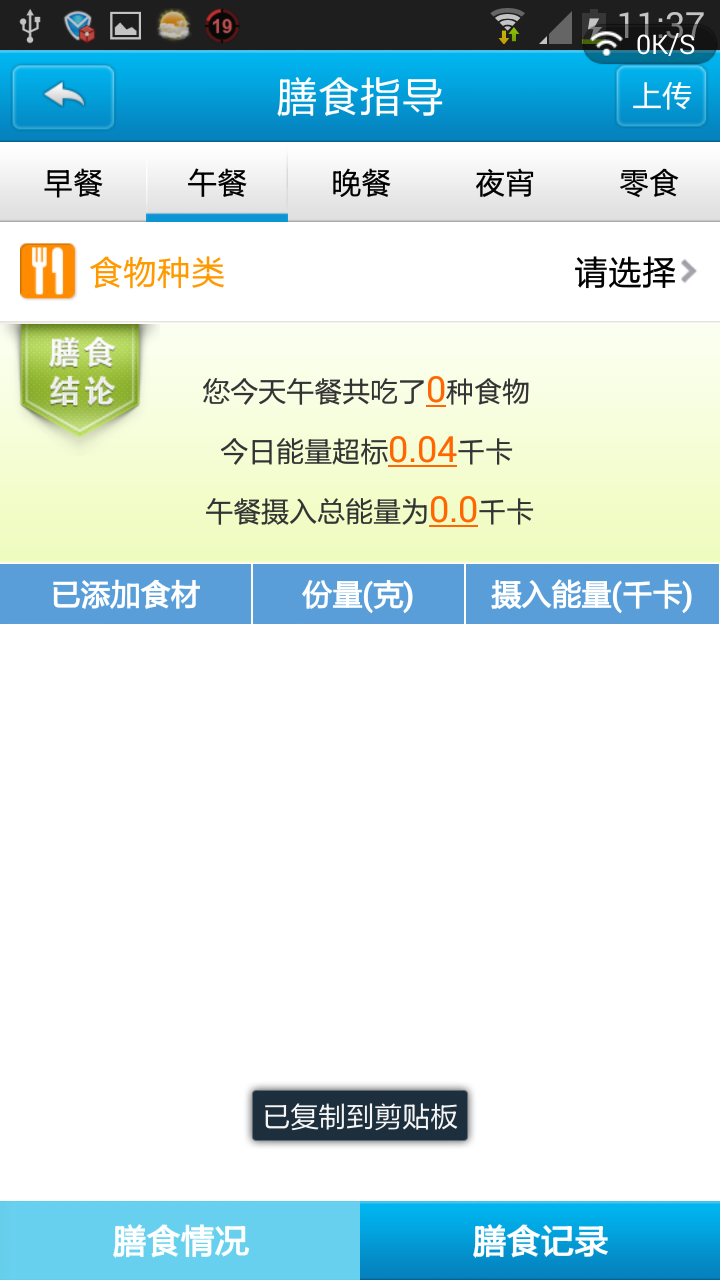 19
11:37
0K/S
膳食指导
上传
早餐 午餐 晚餐 夜宵 零食
食物种类 请选择
膳食
结论
您今天午餐共吃了0种食物
今日能量超标0.04千卡
午餐摄入总能量为0.0千卡
已添加食材 份量(克) 摄入能量(千卡)
已复制到剪贴板
膳食情况 膳食记录